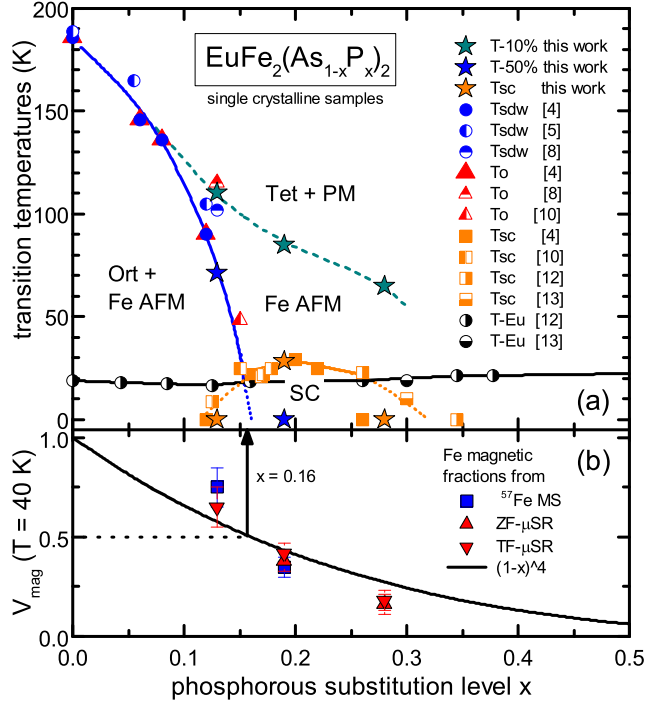 200
150
100
50
0
transition temperatures (K)
EuFe2(As1-xPx)2
single crystalline samples
T-10% this work
T-50% this work
Tsc this work
Tsdw [4]
Tsdw [5]
Tsdw [8]
To [4]
To [8]
To [10]
Tsc [4]
Tsc [10]
Tsc [12]
Tsc [13]
T-Eu [12]
T-Eu [13]
Tet + PM
Ort +
Fe AFM
Fe AFM
SC
(a)
1.0
0.5
0.0
Vmag (T = 40 K)
x = 0.16
(b)
Fe magnetic
fractions from
57Fe MS
ZF-μSR
TF-μSR
(1-x)^4
0.0 0.1 0.2 0.3 0.4 0.5
phosphorous substitution level x